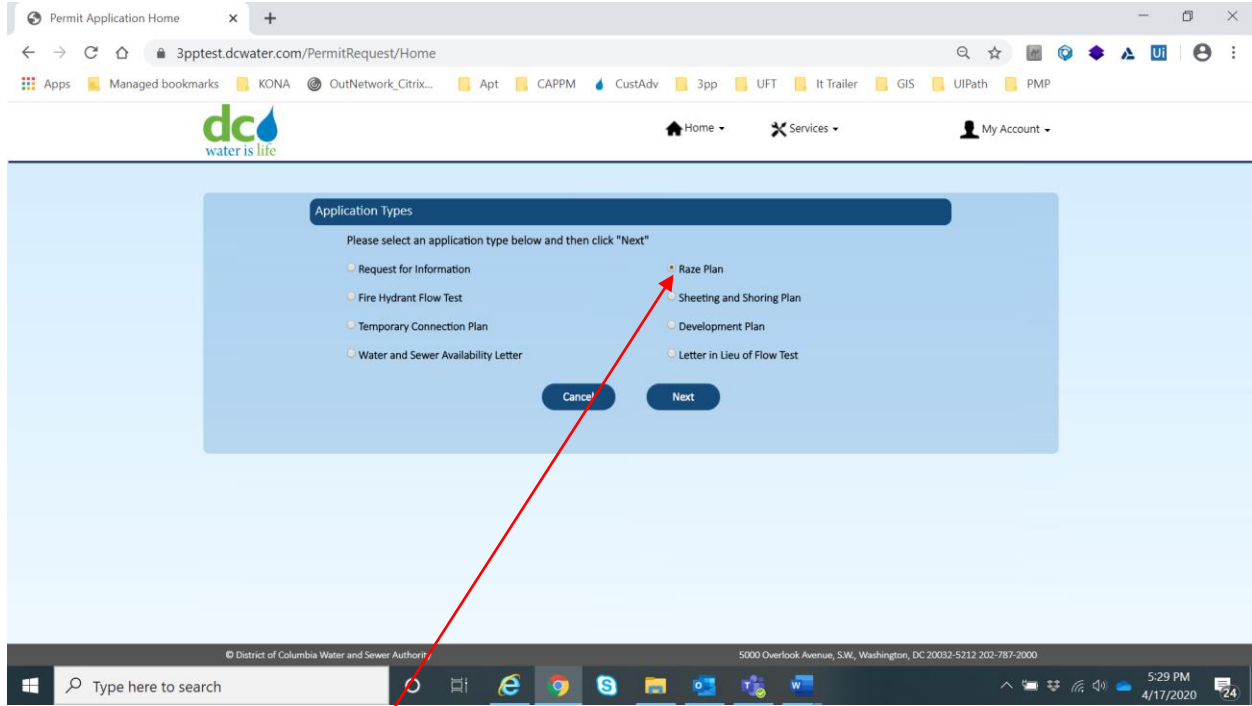 Permit Application Home
3pptest.dcwater.com/PermitRequest/Home
Apps Managed bookmarks KONA OutNetwork_Citrix... Apt CAPPM CustAdv 3pp UFT It Trailer GIS UIPath PMP
Ui
dc
water is life
Home Services My Account
Application Types
Please select an application type below and then click "Next"
Request for Information Raze Plan
Fire Hydrant Flow Test Sheeting and Shoring Plan
Temporary Connection Plan Development Plan
Water and Sewer Availability Letter Letter in Lieu of Flow Test
Cancel Next
© District of Columbia Water and Sewer Authority 5000 Overlook Avenue, S.W., Washington, DC 20032-5212 202-787-2000
Type here to search
5:29 PM
4/17/2020
24